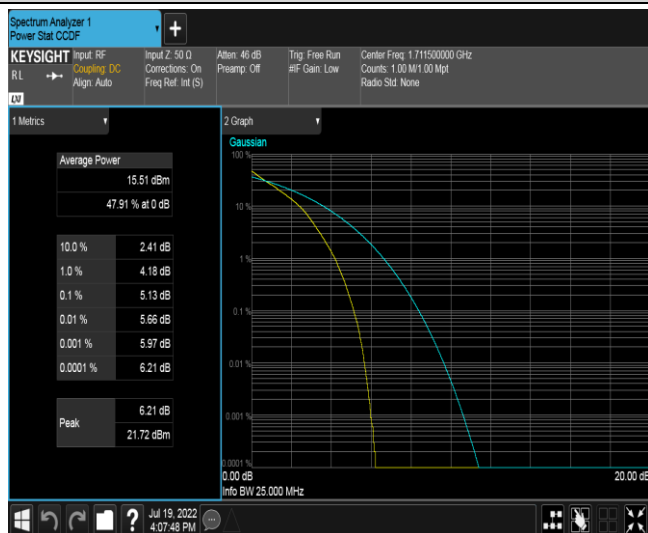 Spectrum Analyzer 1
Power Stat CCDF
+
KEYSIGHT
RL
LXI
Input: RF
Coupling: DC
Align: Auto
Input Z: 50 Ω
Corrections: On
Freq Ref: Int (S)
Atten: 46 dB
Preamp: Off
Trig: Free Run
#IF Gain: Low
Center Freq: 1.711500000 GHz
Counts: 1.00 M/1.00 Mpt
Radio Std: None
1 Metrics
Average Power
15.51 dBm
47.91 % at 0 dB
10.0 % 2.41 dB
1.0 % 4.18 dB
0.1 % 5.13 dB
0.01 % 5.66 dB
0.001 % 5.97 dB
0.0001 % 6.21 dB
Peak
6.21 dB
21.72 dBm
2 Graph
Gaussian
100 %
10 %
1 %
0.1 %
0.01 %
0.001 %
0.0001 %
0.00 dB 20.00 dB
Info BW 25.000 MHz
?
Jul 19, 2022
4:07:48 PM